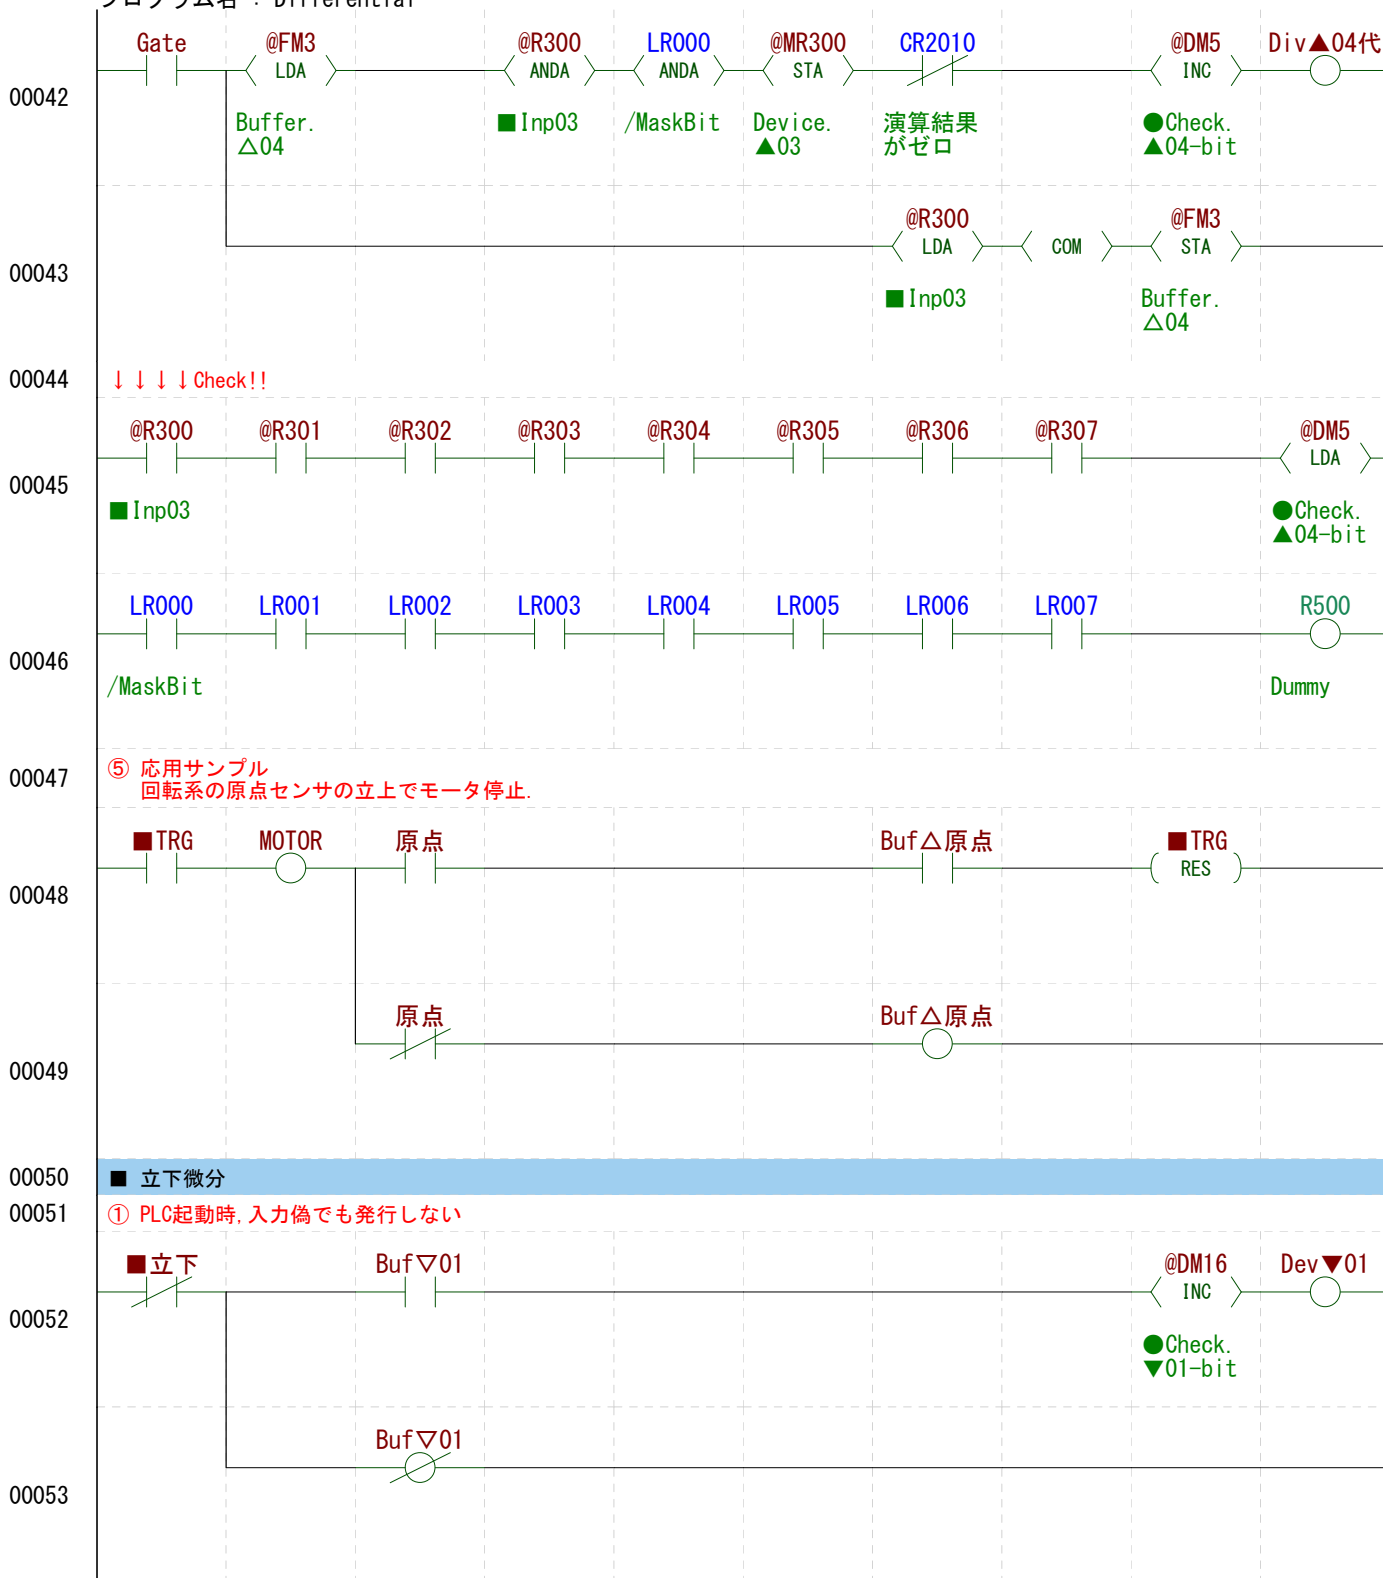 プログラム名 : Differential
Gate @FM3 @R300 LR000 @MR300 CR2010 @DM5 Div▲04代
LDA ANDA ANDA STA INC
00042
Buffer. ■Inp03 /MaskBit Device. 演算結果 ●Check.
△04 ▲03 がゼロ ▲04-bit
@R300 @FM3
LDA COM STA
00043
■Inp03 Buffer.
△04
00044 ↓↓↓↓Check!!
@R300 @R301 @R302 @R303 @R304 @R305 @R306 @R307 @DM5
LDA
00045
■Inp03 ●Check.
▲04-bit
LR000 LR001 LR002 LR003 LR004 LR005 LR006 LR007 R500
00046
/MaskBit Dummy
00047 ⑤ 応用サンプル
回転系の原点センサの立上でモータ停止.
■TRG MOTOR 原点 Buf△原点 ■TRG
RES
00048
原点 Buf△原点
00049
00050 ■ 立下微分
00051 ① PLC起動時,入力偽でも発行しない
■立下 Buf▽01 @DM16 Dev▼01
INC
00052
●Check.
▼01-bit
Buf▽01
00053